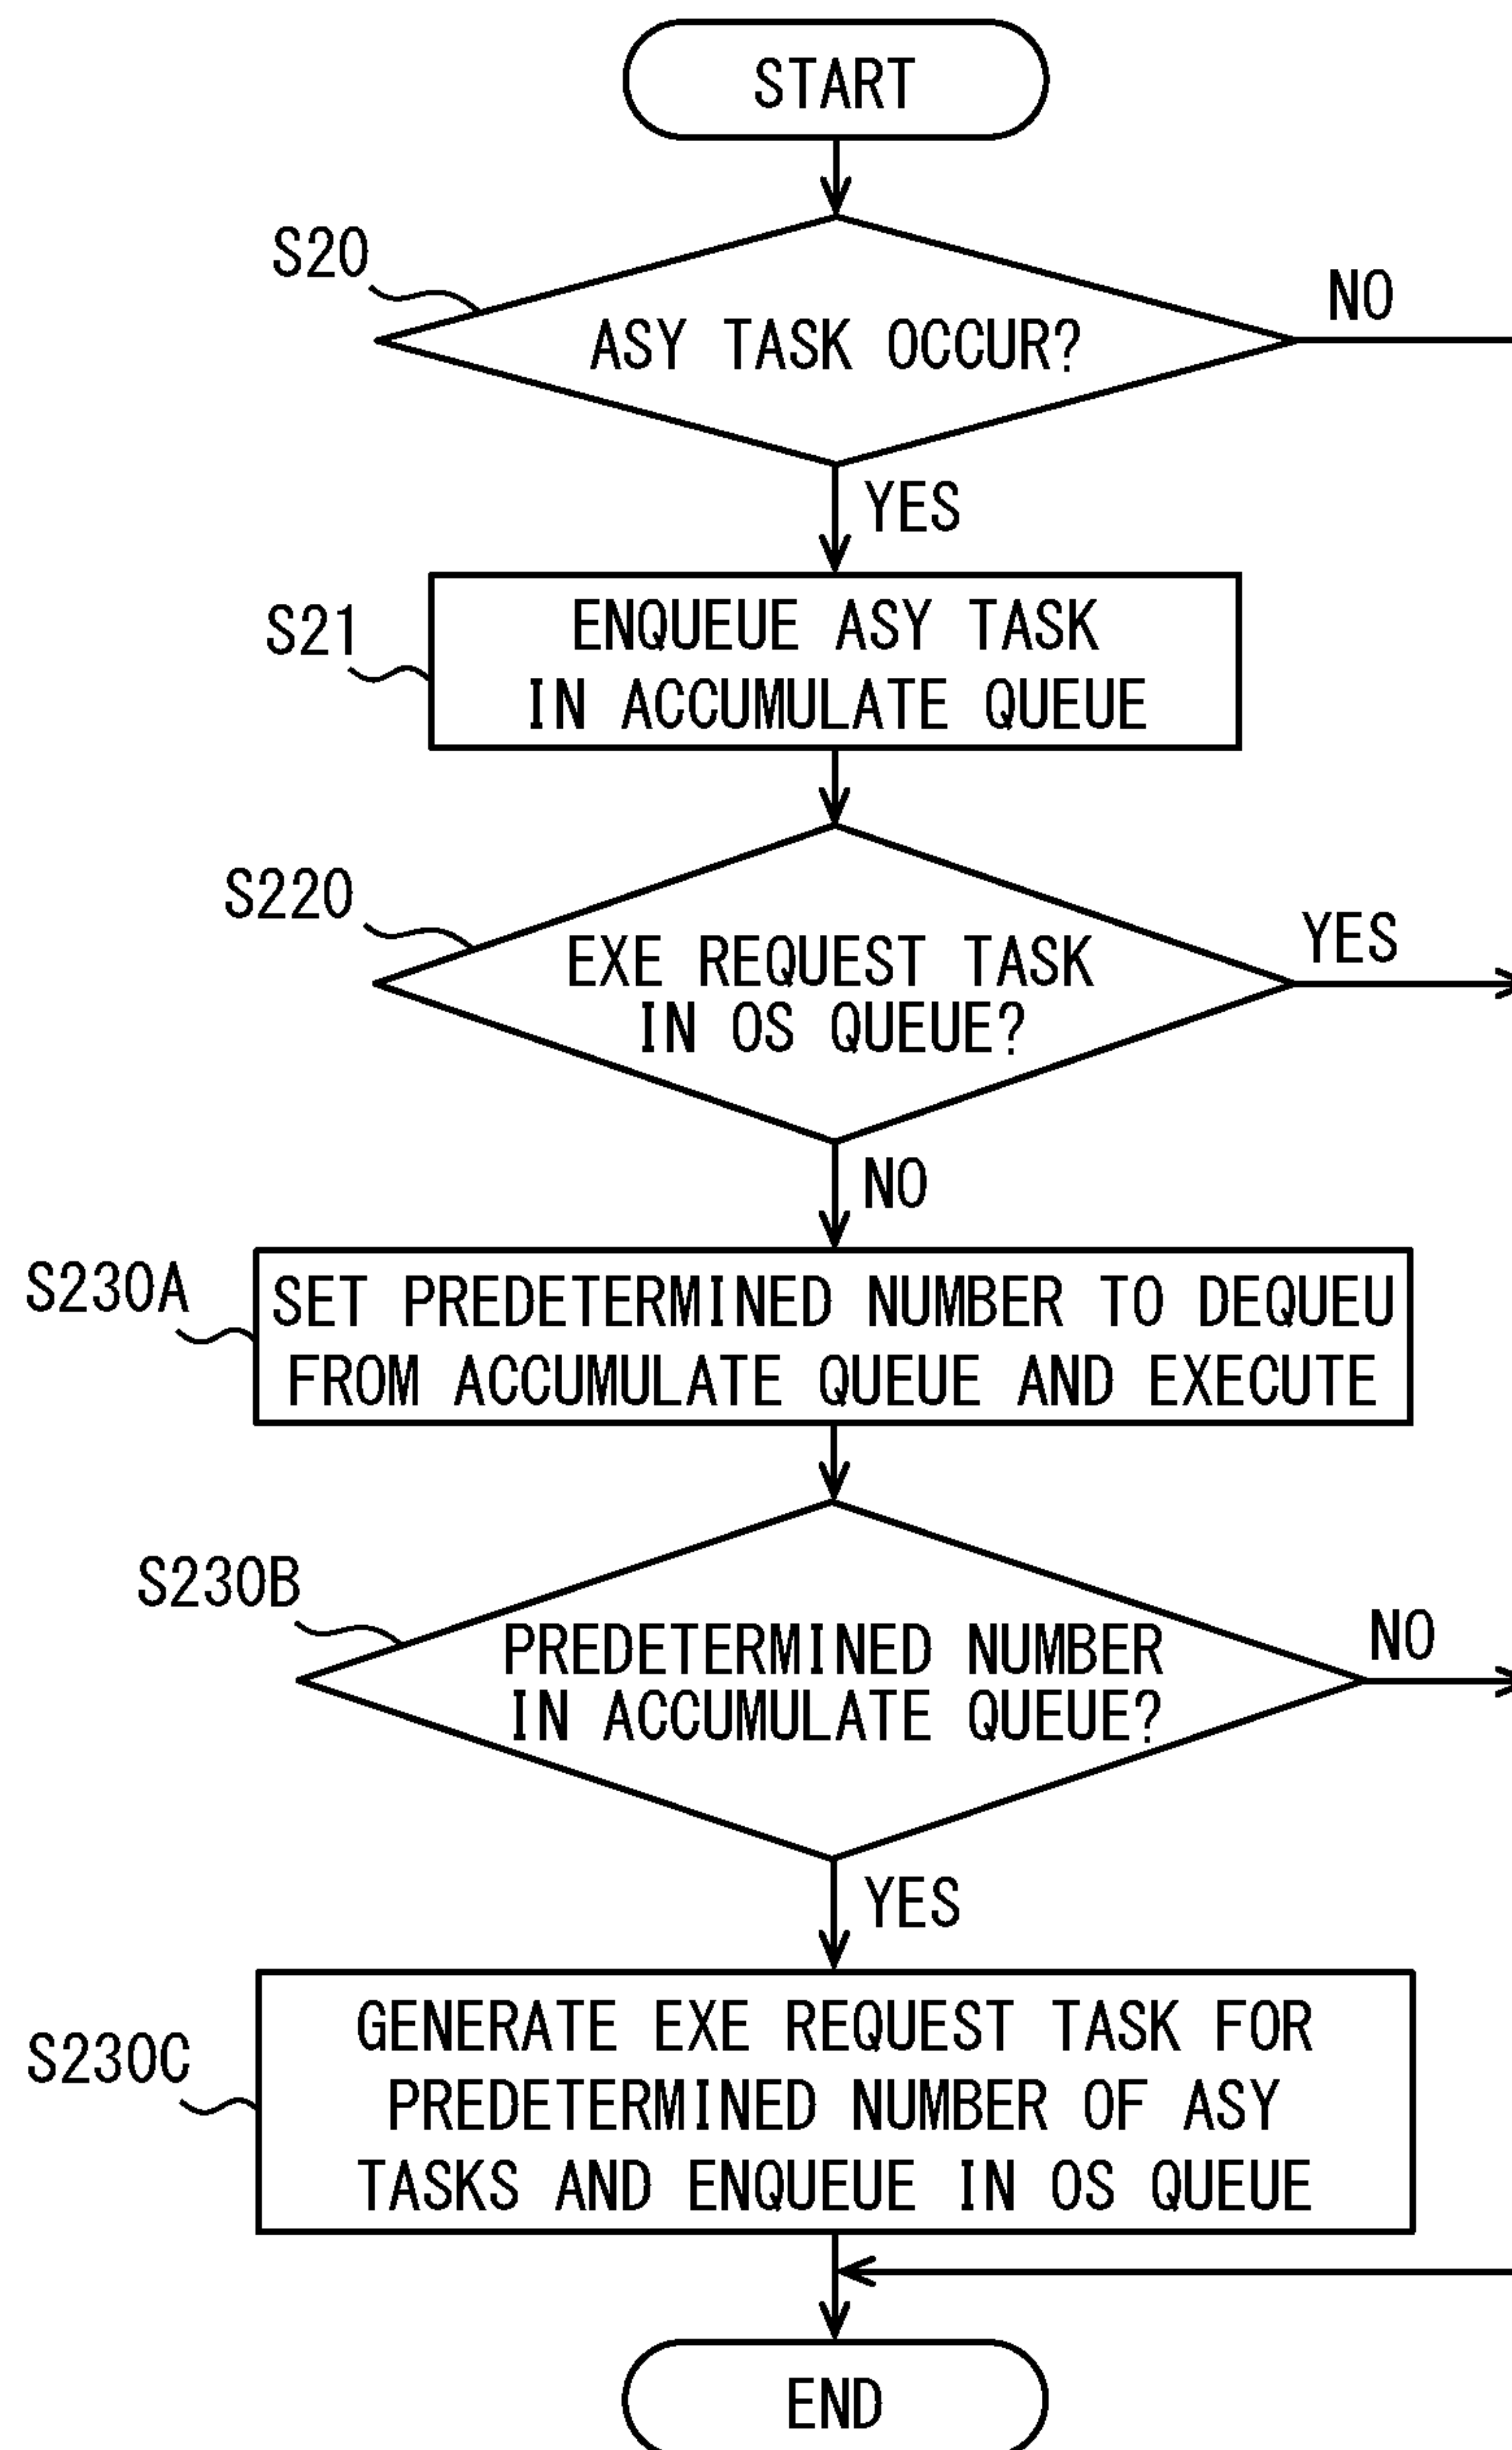 START
S20
ASY TASK OCCUR?
NO
YES
S21
ENQUEUE ASY TASK
IN ACCUMULATE QUEUE
S220
EXE REQUEST TASK
IN OS QUEUE?
YES
NO
S230A
SET PREDETERMINED NUMBER TO DEQUEU
FROM ACCUMULATE QUEUE AND EXECUTE
S230B
PREDETERMINED NUMBER
IN ACCUMULATE QUEUE?
NO
YES
S230C
GENERATE EXE REQUEST TASK FOR
PREDETERMINED NUMBER OF ASY
TASKS AND ENQUEUE IN OS QUEUE
END